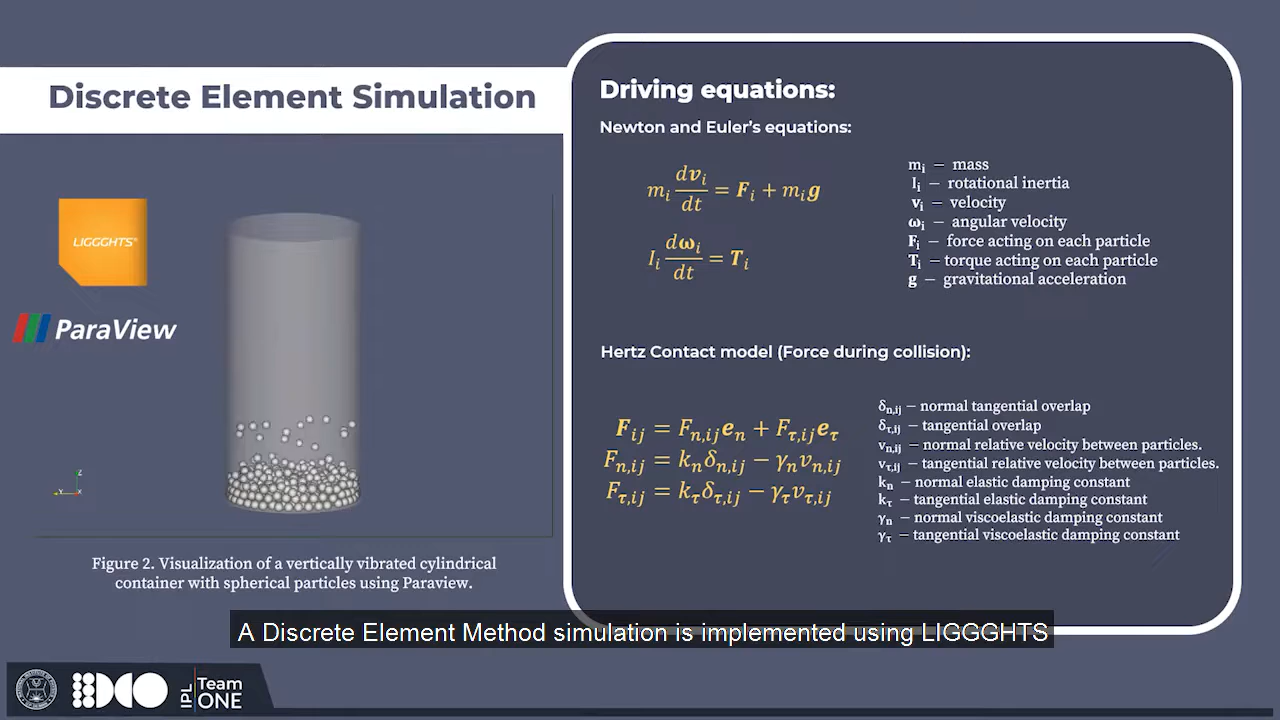 Discrete Element Simulation
LIGGGHTS®
ParaView
Z
Y
X
Figure 2. Visualization of a vertically vibrated cylindrical
container with spherical particles using Paraview.
Driving equations:
Newton and Euler's equations:
m_i d𝒗_i/dt = 𝑭_i + m_i𝒈
I_i d𝛚_i/dt = 𝑻_i
m_i – mass
I_i – rotational inertia
v_i – velocity
ω_i – angular velocity
F_i – force acting on each particle
T_i – torque acting on each particle
g – gravitational acceleration
Hertz Contact model (Force during collision):
F_ij = F_n,ij e_n + F_τ,ij e_τ
F_n,ij = k_n δ_n,ij − γ_n v_n,ij
F_τ,ij = k_τ δ_τ,ij − γ_τ v_τ,ij
δ_n,ij – normal tangential overlap
δ_τ,ij – tangential overlap
v_n,ij – normal relative velocity between particles.
v_τ,ij – tangential relative velocity between particles.
k_n – normal elastic damping constant
k_τ – tangential elastic damping constant
γ_n – normal viscoelastic damping constant
γ_τ – tangential viscoelastic damping constant
A Discrete Element Method simulation is implemented using LIGGGHTS
IPL
Team
ONE